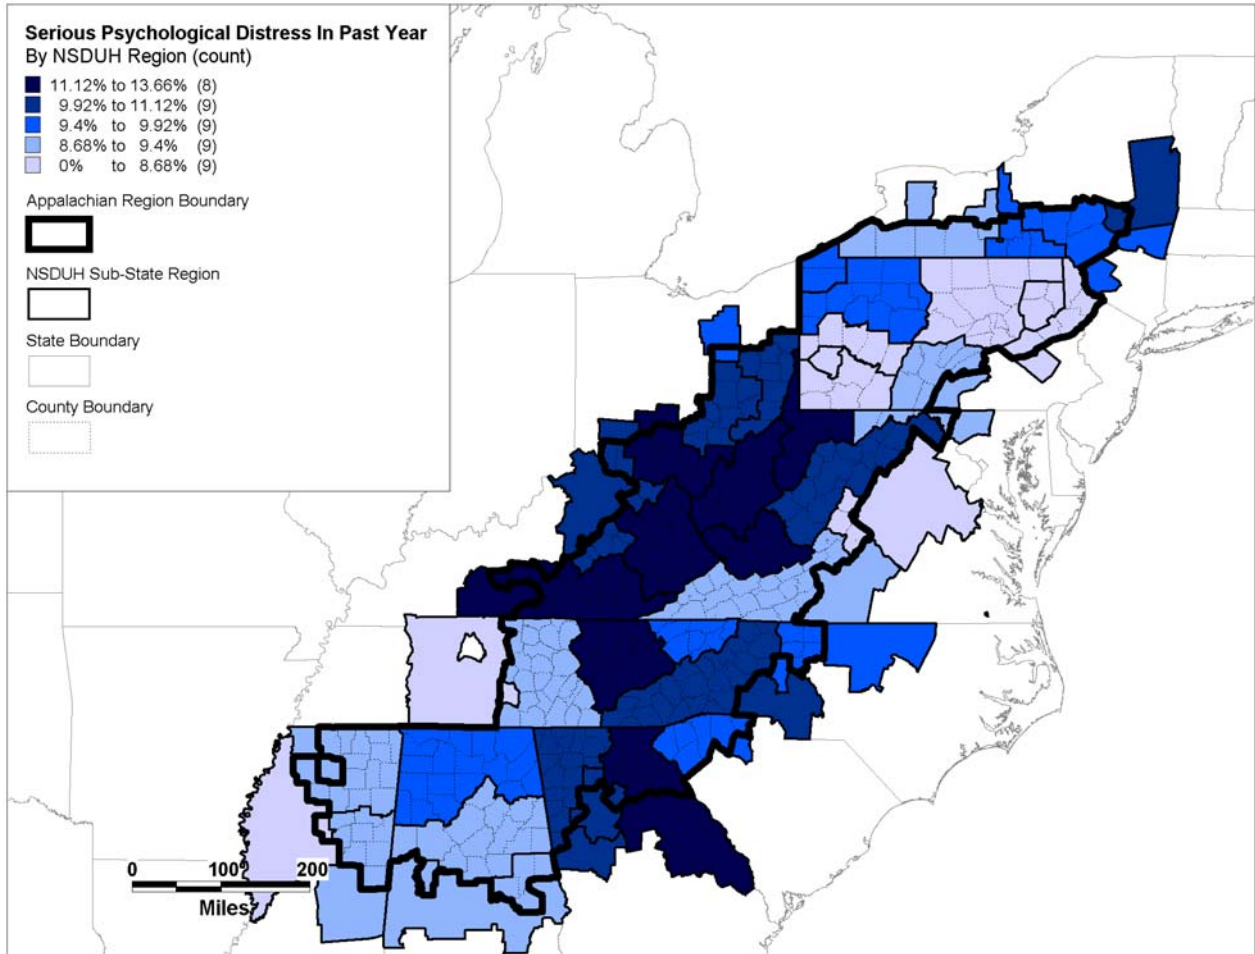 Serious Psychological Distress In Past Year
By NSDUH Region (count)
11.12% to 13.66% (8)
9.92% to 11.12% (9)
9.4% to 9.92% (9)
8.68% to 9.4% (9)
0% to 8.68% (9)
Appalachian Region Boundary
NSDUH Sub-State Region
State Boundary
County Boundary
0 100 200
Miles